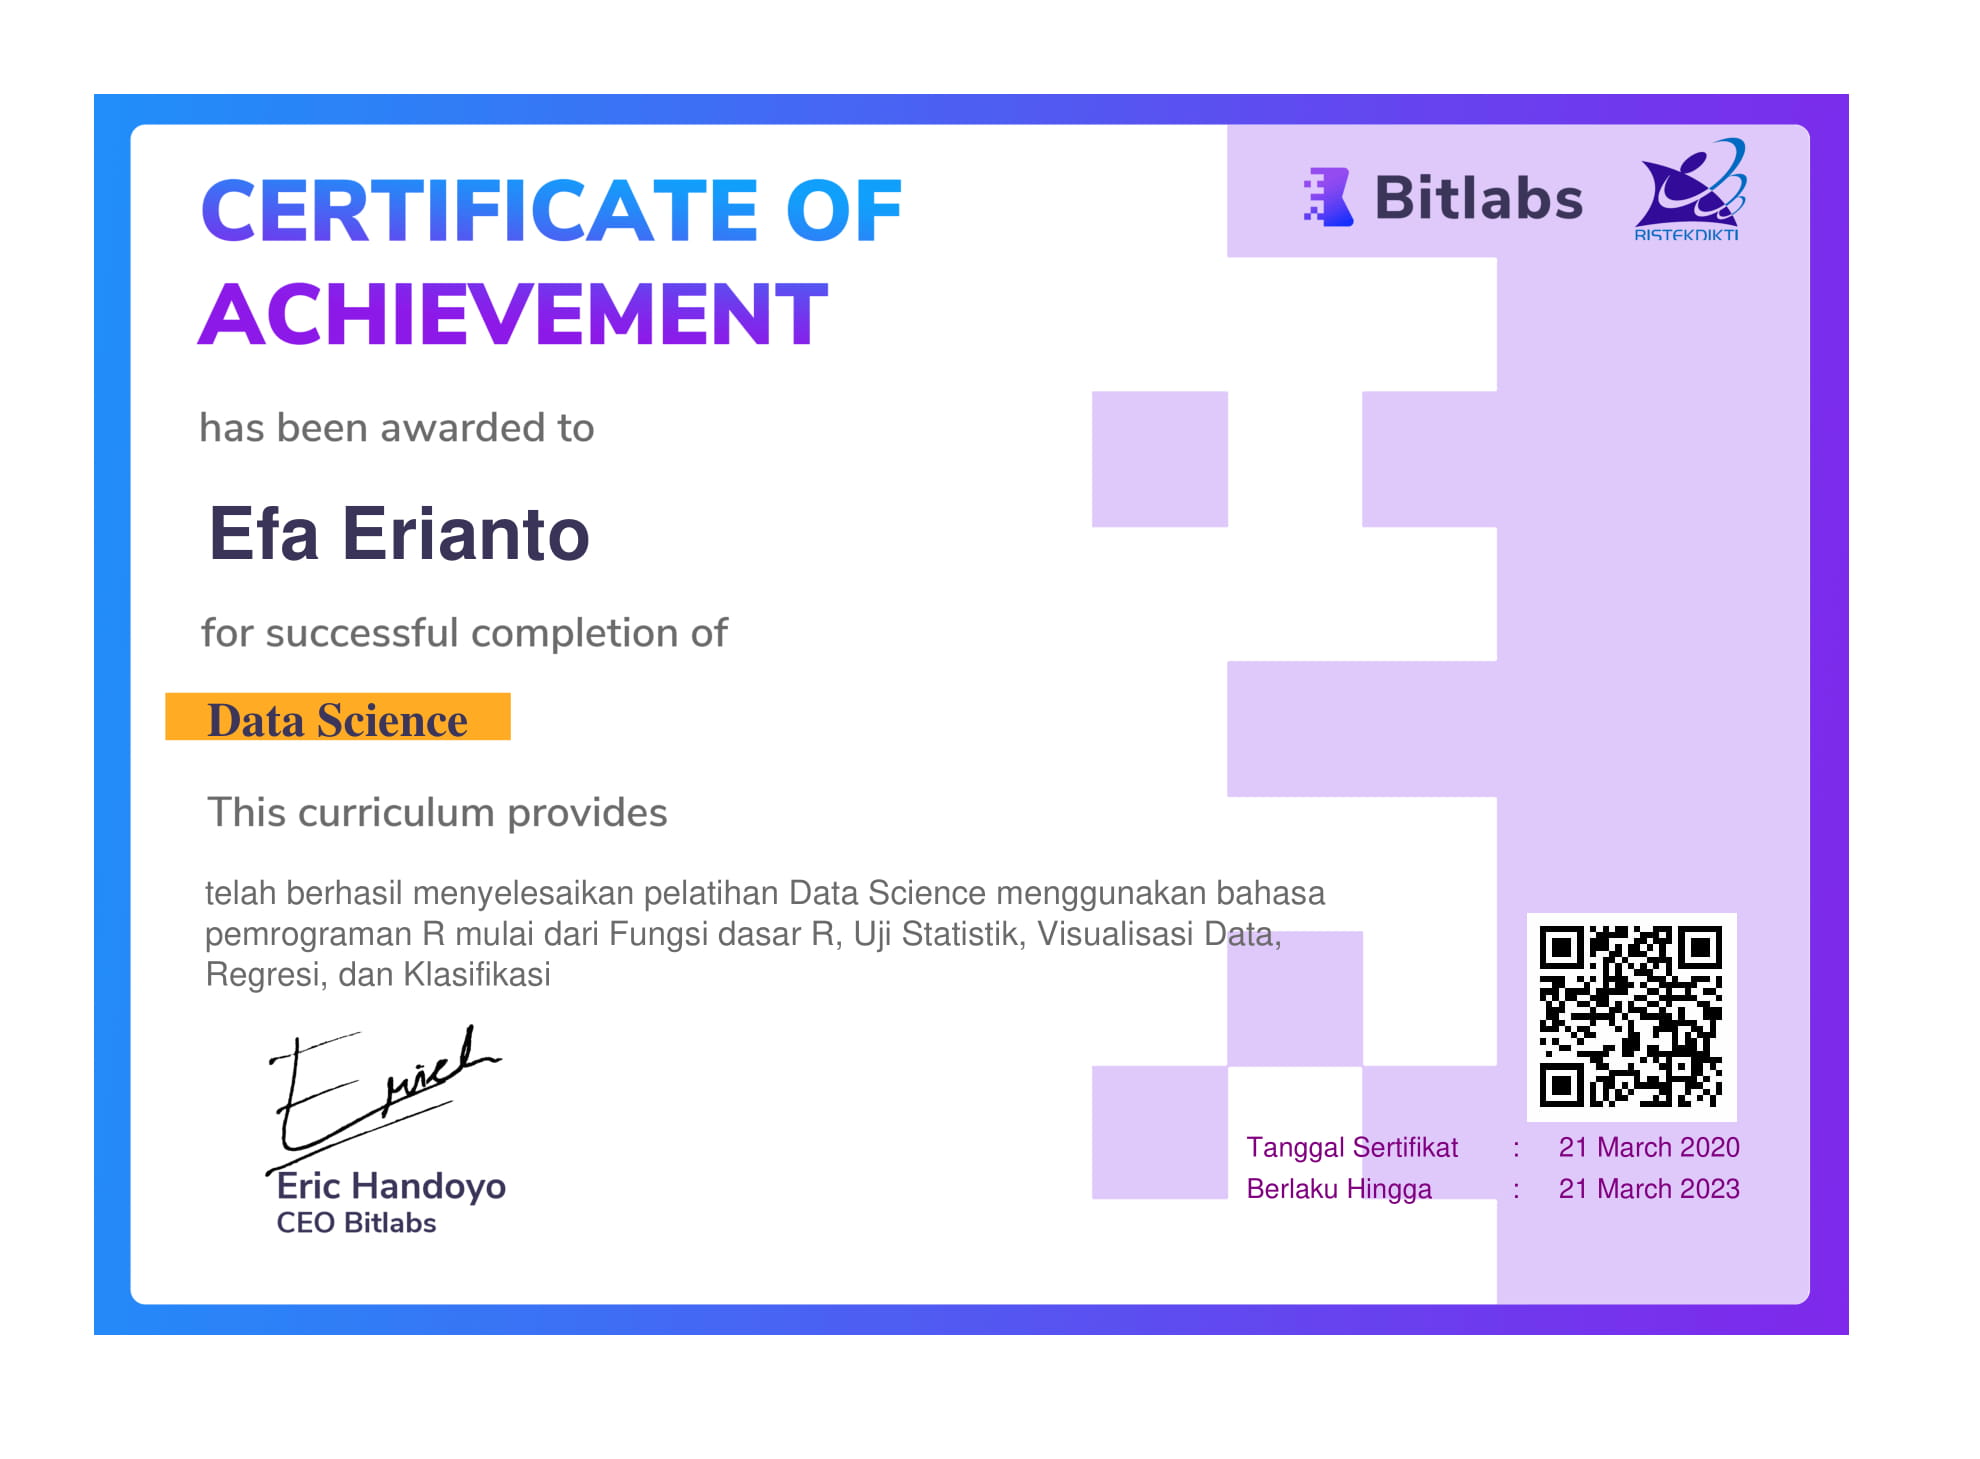 CERTIFICATE OF
ACHIEVEMENT
Bitlabs
RISTEKDIKTI
has been awarded to
Efa Erianto
for successful completion of
Data Science
This curriculum provides
telah berhasil menyelesaikan pelatihan Data Science menggunakan bahasa
pemrograman R mulai dari Fungsi dasar R, Uji Statistik, Visualisasi Data,
Regresi, dan Klasifikasi
Eric
Eric Handoyo
CEO Bitlabs
Tanggal Sertifikat : 21 March 2020
Berlaku Hingga : 21 March 2023